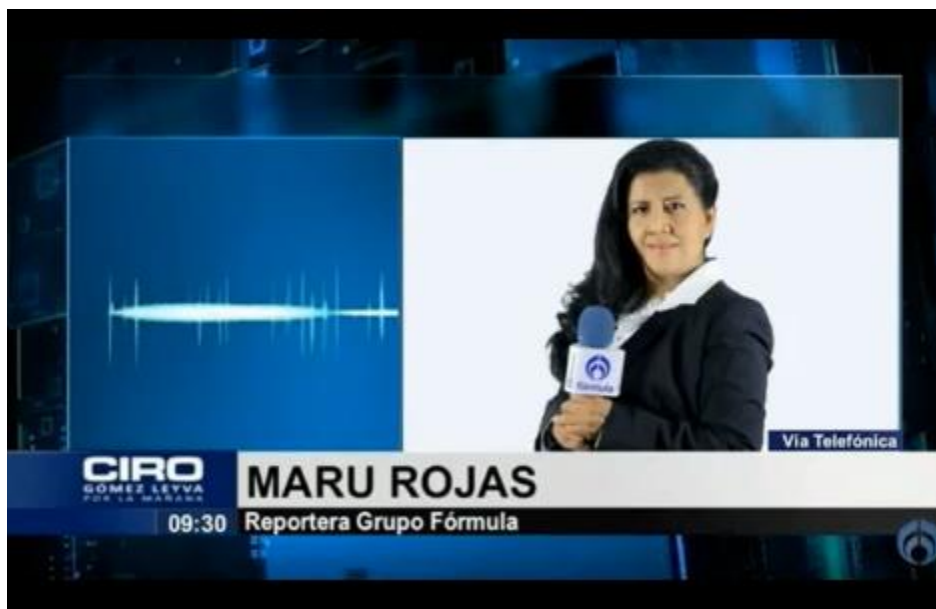 fórmula
Vía Telefónica
CIRO
GÓMEZ LEYVA
POR LA MAÑANA
MARU ROJAS
09:30
Reportera Grupo Fórmula